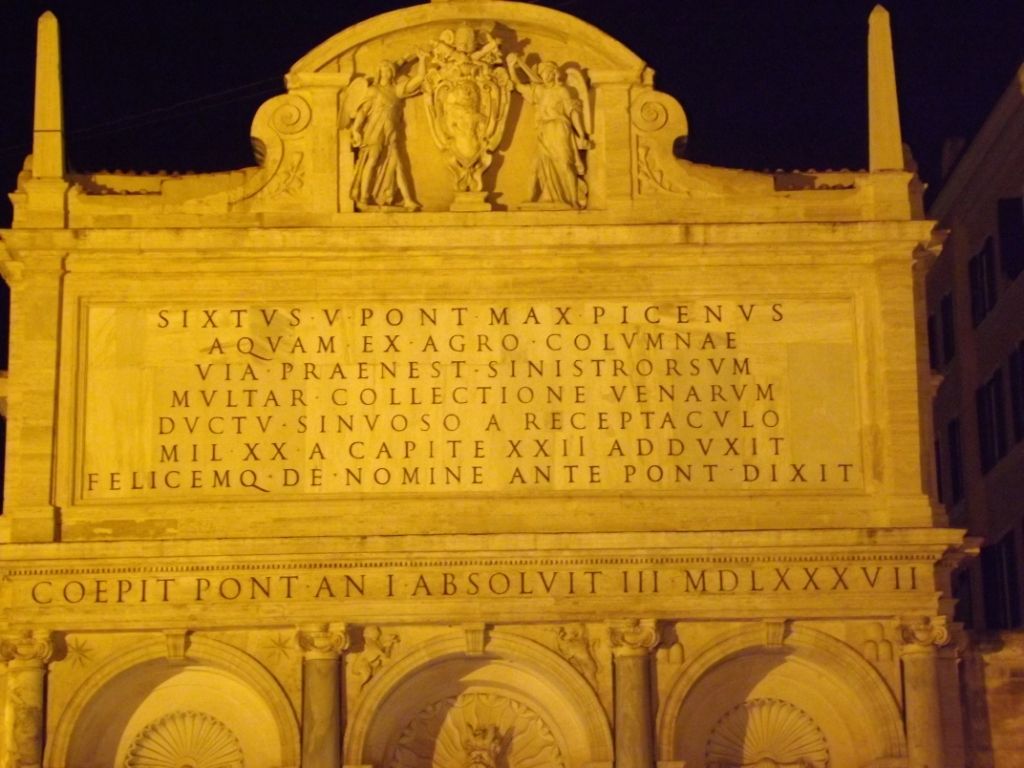 SIXTVS · V · PONT · MAX · PICENVS
AQVAM · EX · AGRO · COLVMNAE
VIA · PRAENEST · SINISTRORSVM
MVLTAR · COLLECTIONE · VENARVM
DVCTV · SINVOSO · A RECEPTACVLO
MIL · XX · A CAPITE XXII ADDVXIT
FELICEMQ · DE · NOMINE ANTE PONT · DIXIT
COEPIT PONT · AN I ABSOLVIT III · MDLXXXVII